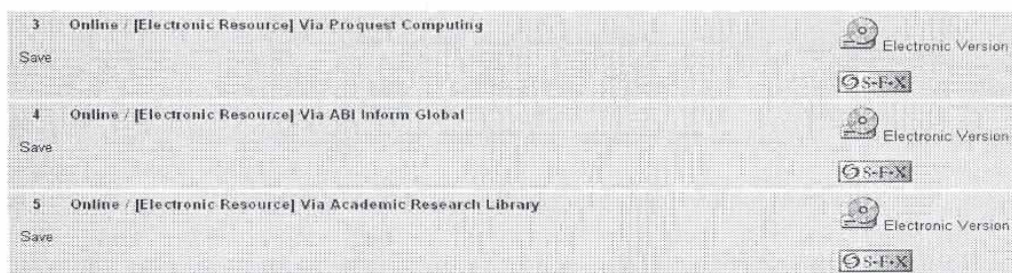 3 Online / [Electronic Resource] Via Proquest Computing
Electronic Version
Save
S•F•X
4 Online / [Electronic Resource] Via ABI Inform Global
Electronic Version
Save
S•F•X
5 Online / [Electronic Resource] Via Academic Research Library
Electronic Version
Save
S•F•X